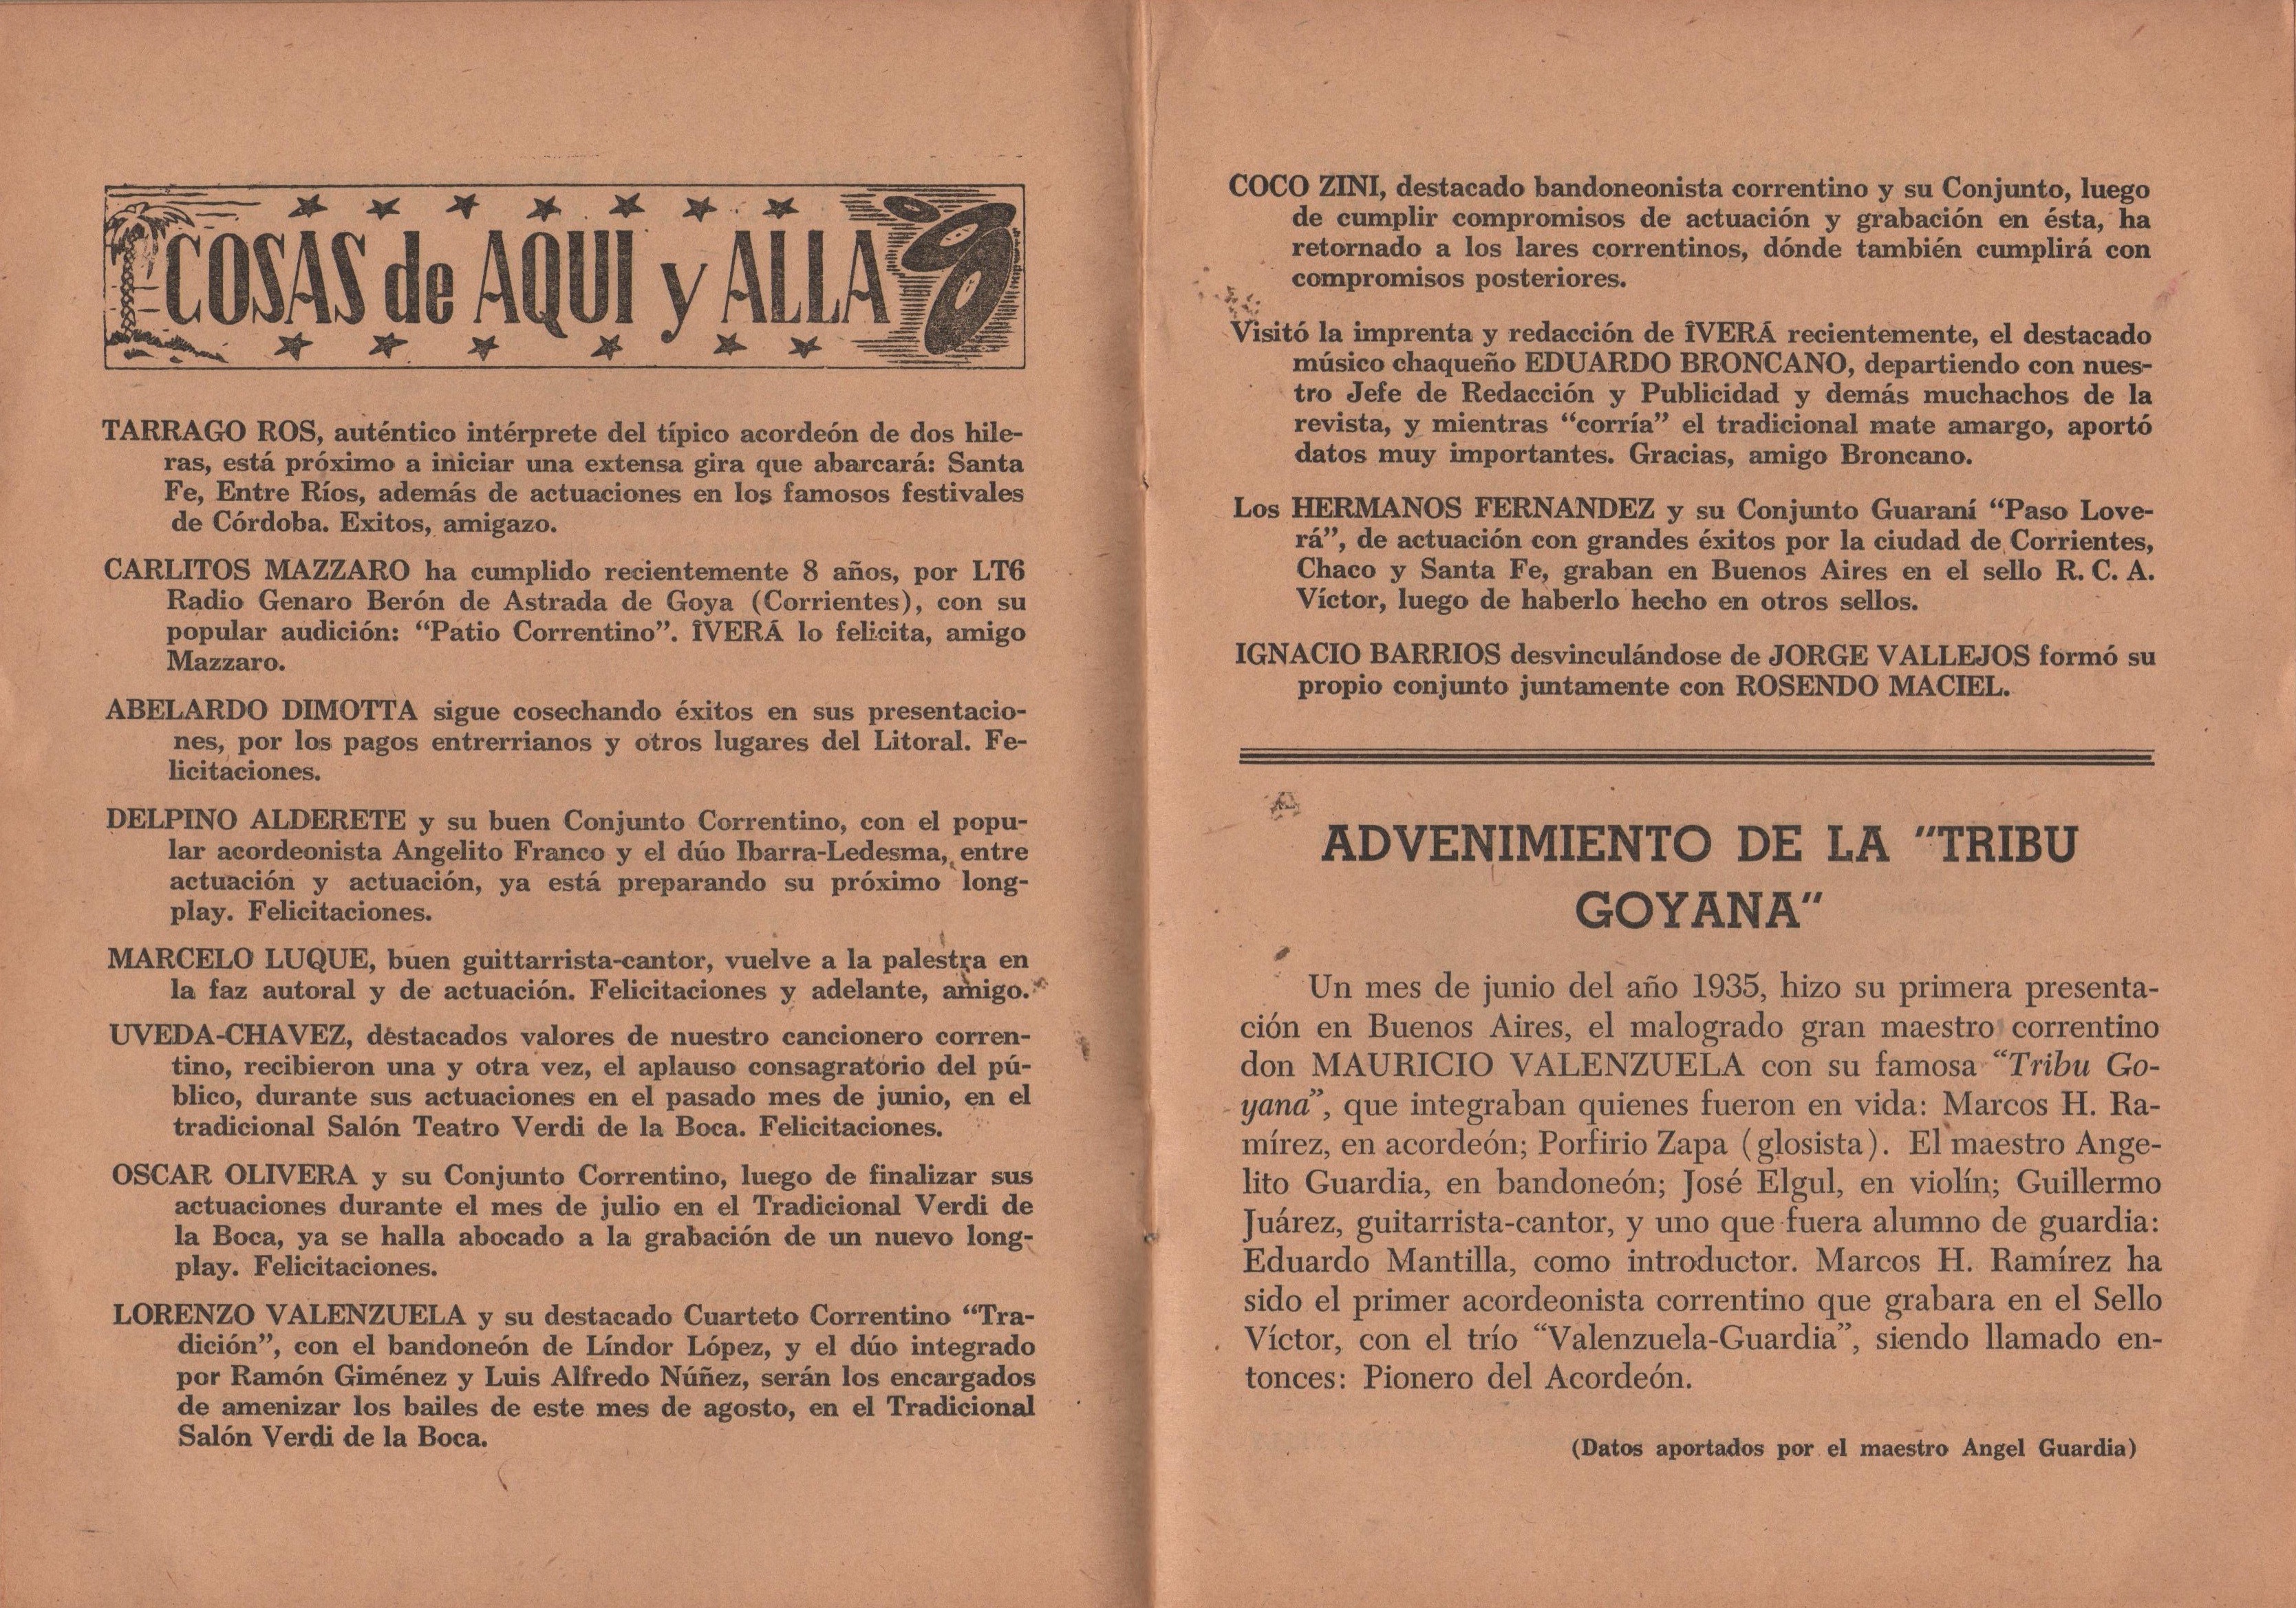 COSAS de AQUI y ALLA
TARRAGO ROS, auténtico intérprete del típico acordeón de dos hile-
ras, está próximo a iniciar una extensa gira que abarcará: Santa
Fe, Entre Ríos, además de actuaciones en los famosos festivales
de Córdoba. Exitos, amigazo.
CARLITOS MAZZARO ha cumplido recientemente 8 años, por LT6
Radio Genaro Berón de Astrada de Goya (Corrientes), con su
popular audición: “Patio Correntino”. ÎVERÁ lo felicita, amigo
Mazzaro.
ABELARDO DIMOTTA sigue cosechando éxitos en sus presentacio-
nes, por los pagos entrerrianos y otros lugares del Litoral. Fe-
licitaciones.
DELPINO ALDERETE y su buen Conjunto Correntino, con el popu-
lar acordeonista Angelito Franco y el dúo Ibarra-Ledesma, entre
actuación y actuación, ya está preparando su próximo long-
play. Felicitaciones.
MARCELO LUQUE, buen guittarrista-cantor, vuelve a la palestra en
la faz autoral y de actuación. Felicitaciones y adelante, amigo.
UVEDA-CHAVEZ, destacados valores de nuestro cancionero corren-
tino, recibieron una y otra vez, el aplauso consagratorio del pú-
blico, durante sus actuaciones en el pasado mes de junio, en el
tradicional Salón Teatro Verdi de la Boca. Felicitaciones.
OSCAR OLIVERA y su Conjunto Correntino, luego de finalizar sus
actuaciones durante el mes de julio en el Tradicional Verdi de
la Boca, ya se halla abocado a la grabación de un nuevo long-
play. Felicitaciones.
LORENZO VALENZUELA y su destacado Cuarteto Correntino “Tra-
dición”, con el bandoneón de Líndor López, y el dúo integrado
por Ramón Giménez y Luis Alfredo Núñez, serán los encargados
de amenizar los bailes de este mes de agosto, en el Tradicional
Salón Verdi de la Boca.
COCO ZINI, destacado bandoneonista correntino y su Conjunto, luego
de cumplir compromisos de actuación y grabación en ésta, ha
retornado a los lares correntinos, dónde también cumplirá con
compromisos posteriores.
Visitó la imprenta y redacción de ÎVERÁ recientemente, el destacado
músico chaqueño EDUARDO BRONCANO, departiendo con nues-
tro Jefe de Redacción y Publicidad y demás muchachos de la
revista, y mientras “corría” el tradicional mate amargo, aportó
datos muy importantes. Gracias, amigo Broncano.
Los HERMANOS FERNANDEZ y su Conjunto Guaraní “Paso Love-
rá”, de actuación con grandes éxitos por la ciudad de Corrientes,
Chaco y Santa Fe, graban en Buenos Aires en el sello R. C. A.
Víctor, luego de haberlo hecho en otros sellos.
IGNACIO BARRIOS desvinculándose de JORGE VALLEJOS formó su
propio conjunto juntamente con ROSENDO MACIEL.
ADVENIMIENTO DE LA "TRIBU
GOYANA"
Un mes de junio del año 1935, hizo su primera presenta-
ción en Buenos Aires, el malogrado gran maestro correntino
don MAURICIO VALENZUELA con su famosa “Tribu Go-
yana”, que integraban quienes fueron en vida: Marcos H. Ra-
mírez, en acordeón; Porfirio Zapa (glosista). El maestro Ange-
lito Guardia, en bandoneón; José Elgul, en violín; Guillermo
Juárez, guitarrista-cantor, y uno que fuera alumno de guardia:
Eduardo Mantilla, como introductor. Marcos H. Ramírez ha
sido el primer acordeonista correntino que grabara en el Sello
Víctor, con el trío “Valenzuela-Guardia”, siendo llamado en-
tonces: Pionero del Acordeón.
(Datos aportados por el maestro Angel Guardia)